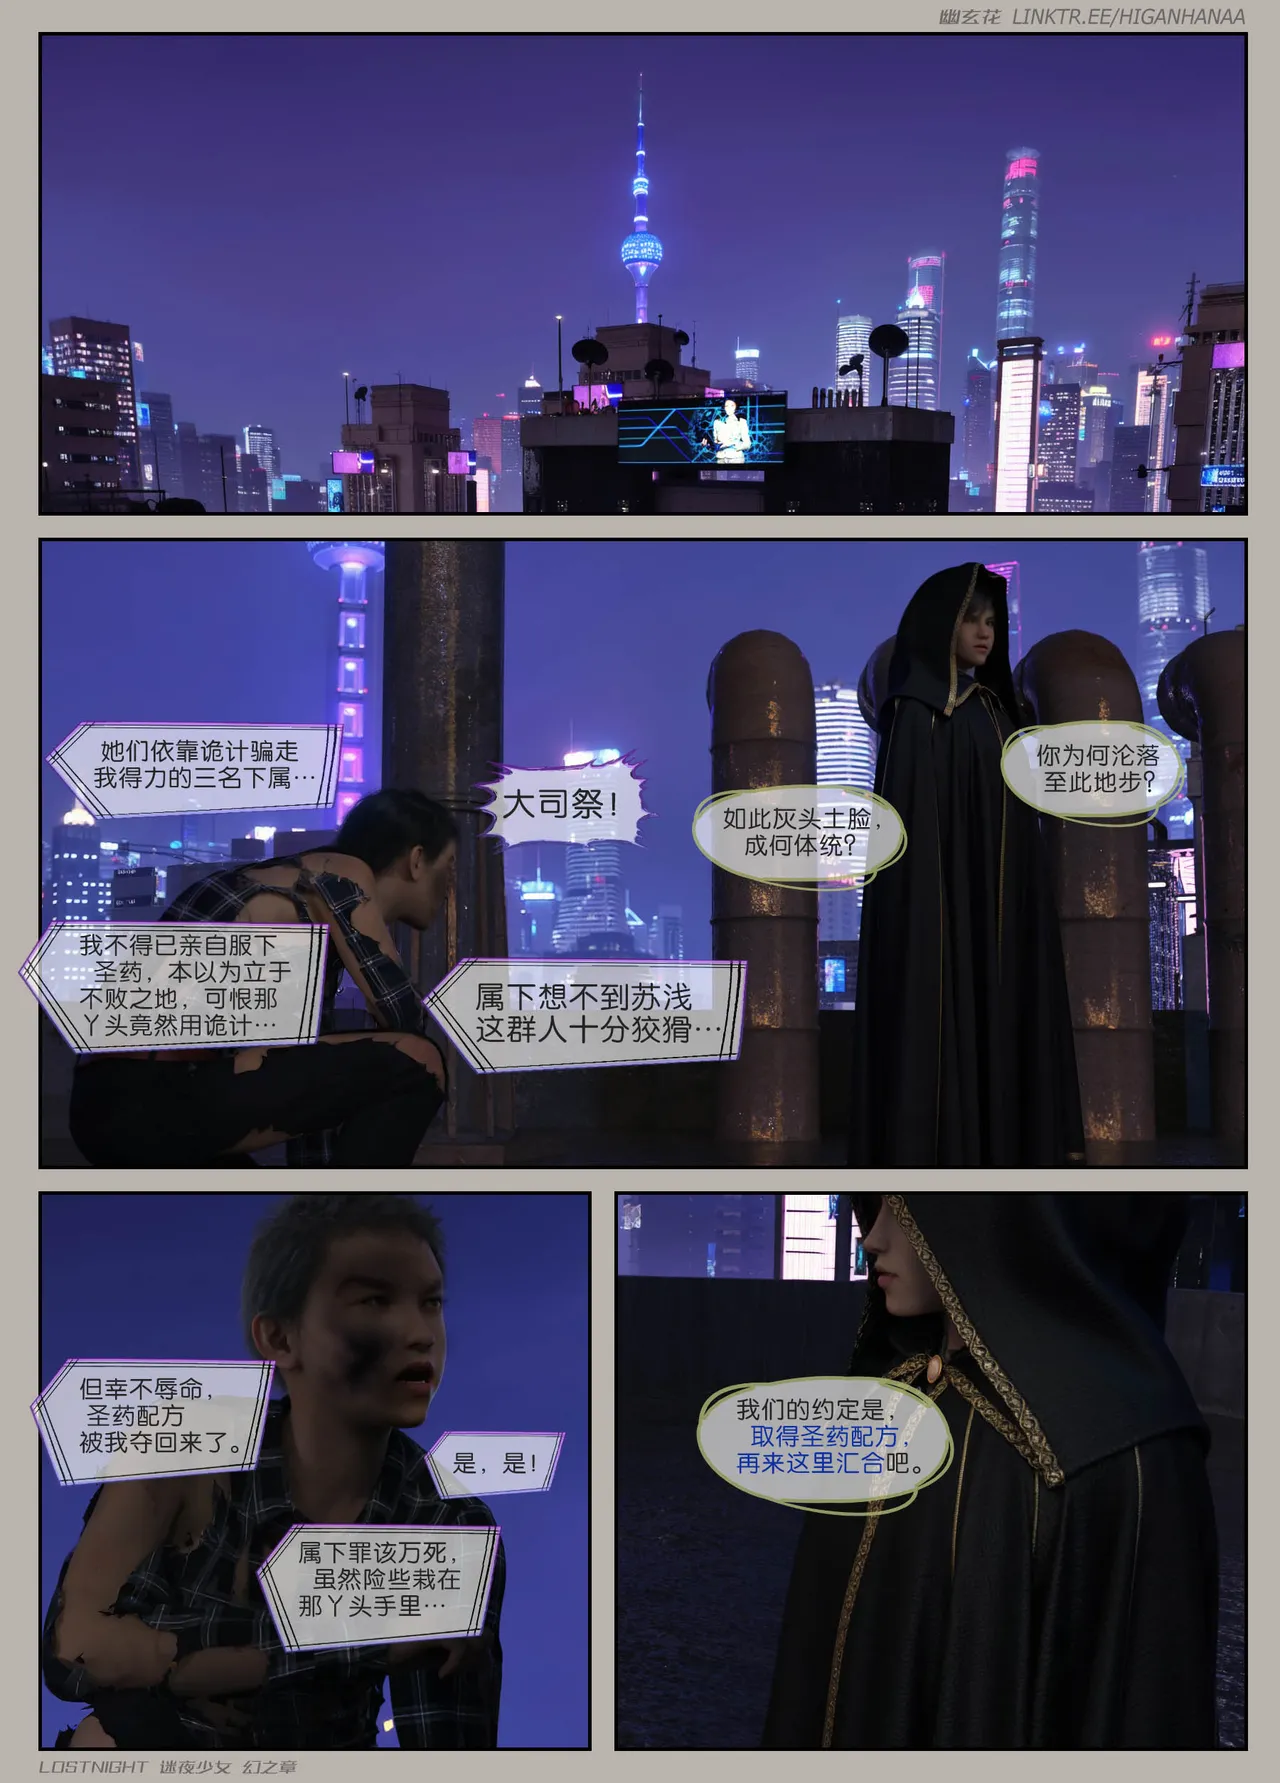 幽玄花 LINKTR.EE/HIGANHANAA
你为何沦落
至此地步?
如此灰头土脸,
成何体统?
大司祭!
属下想不到苏浅
这群人十分狡猾…
她们依靠诡计骗走
我得力的三名下属…
我不得已亲自服下
圣药，本以为立于
不败之地，可恨那
丫头竟然用诡计…
我们的约定是，
取得圣药配方，
再来这里汇合吧。
是，是!
属下罪该万死，
虽然险些栽在
那丫头手里…
但幸不辱命，
圣药配方
被我夺回来了。
LOSTNIGHT 迷夜少女 幻之章